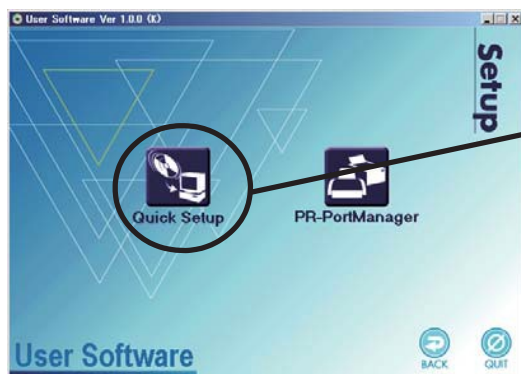 User Software Ver 1.0.0 (K)
Setup
Quick Setup
PR-PortManager
User Software
BACK
QUIT